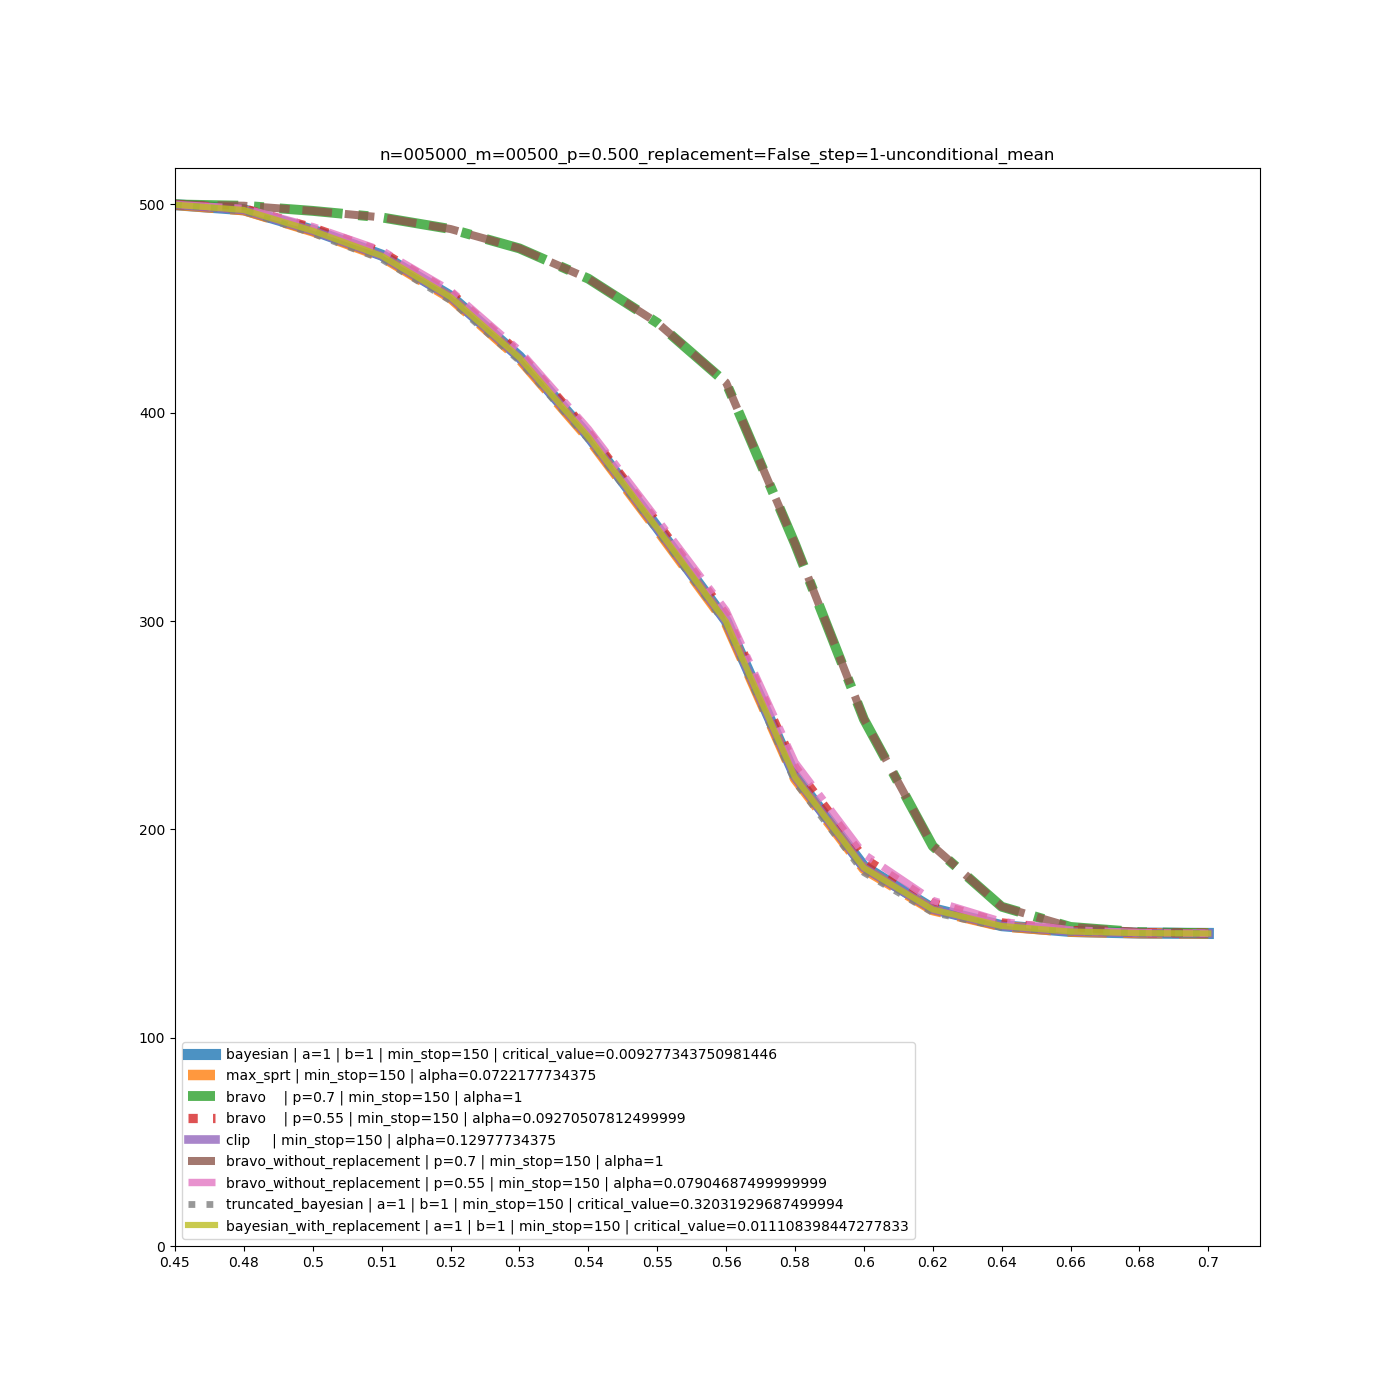 n=005000_m=00500_p=0.500_replacement=False_step=1-unconditional_mean
500
400
300
200
100
0
bayesian | a=1 | b=1 | min_stop=150 | critical_value=0.009277343750981446
max_sprt | min_stop=150 | alpha=0.0722177734375
bravo    | p=0.7 | min_stop=150 | alpha=1
bravo    | p=0.55 | min_stop=150 | alpha=0.09270507812499999
clip     | min_stop=150 | alpha=0.12977734375
bravo_without_replacement | p=0.7 | min_stop=150 | alpha=1
bravo_without_replacement | p=0.55 | min_stop=150 | alpha=0.07904687499999999
truncated_bayesian | a=1 | b=1 | min_stop=150 | critical_value=0.32031929687499994
bayesian_with_replacement | a=1 | b=1 | min_stop=150 | critical_value=0.011108398447277833
0.45 0.48 0.5 0.51 0.52 0.53 0.54 0.55 0.56 0.58 0.6 0.62 0.64 0.66 0.68 0.7